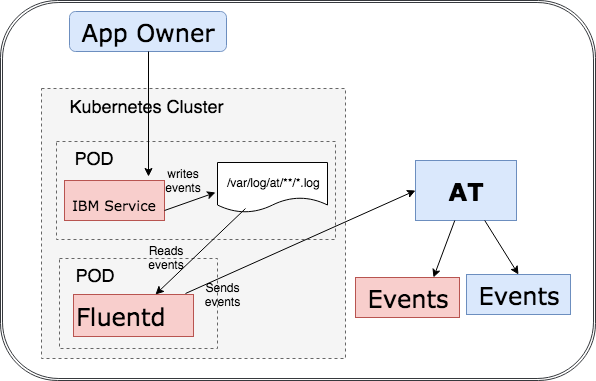 App Owner
Kubernetes Cluster
POD
writes
events
/var/log/at/**/*.log
IBM Service
AT
Reads
events
POD
Sends
events
Fluentd
Events
Events